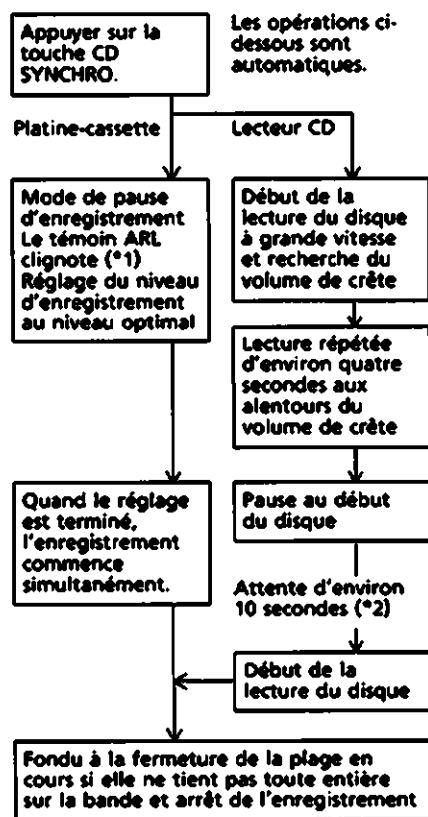 Appuyer sur la
touche CD
SYNCHRO.
Les opérations ci-
dessous sont
automatiques.
Platine-cassette
Lecteur CD
Mode de pause
d'enregistrement
Le témoin ARL
clignote (*1)
Réglage du niveau
d'enregistrement
au niveau optimal
Début de la
lecture du disque
à grande vitesse
et recherche du
volume de crête
Lecture répétée
d'environ quatre
secondes aux
alentours du
volume de crête
Quand le réglage
est terminé,
l'enregistrement
commence
simultanément.
Pause au début
du disque
Attente d'environ
10 secondes (*2)
Début de la
lecture du disque
Fondu à la fermeture de la plage en
cours si elle ne tient pas toute entière
sur la bande et arrêt de l'enregistrement